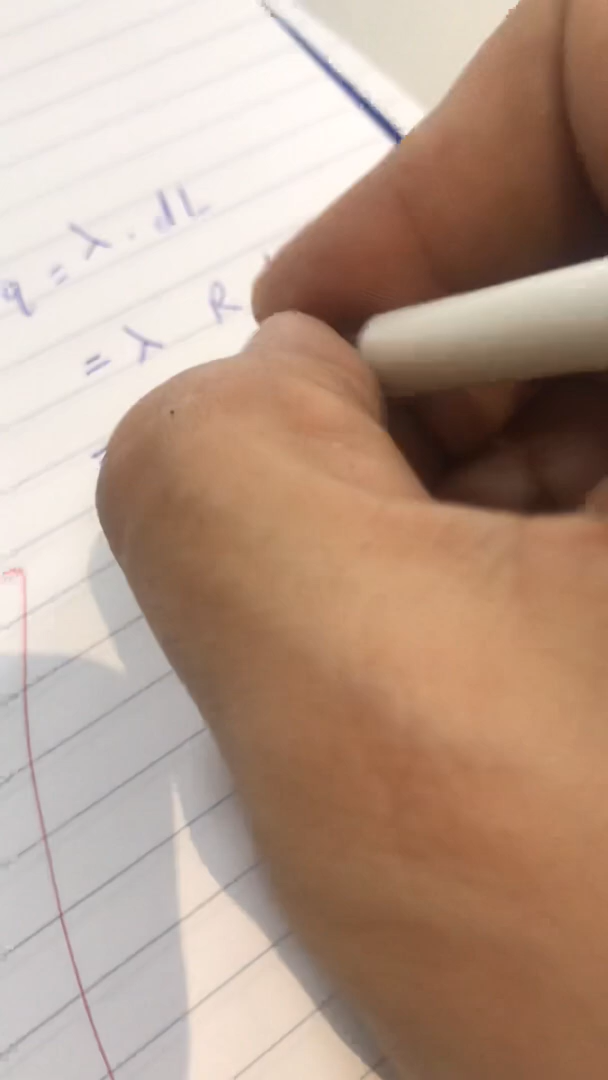 q = λ . dL
= λ R
=